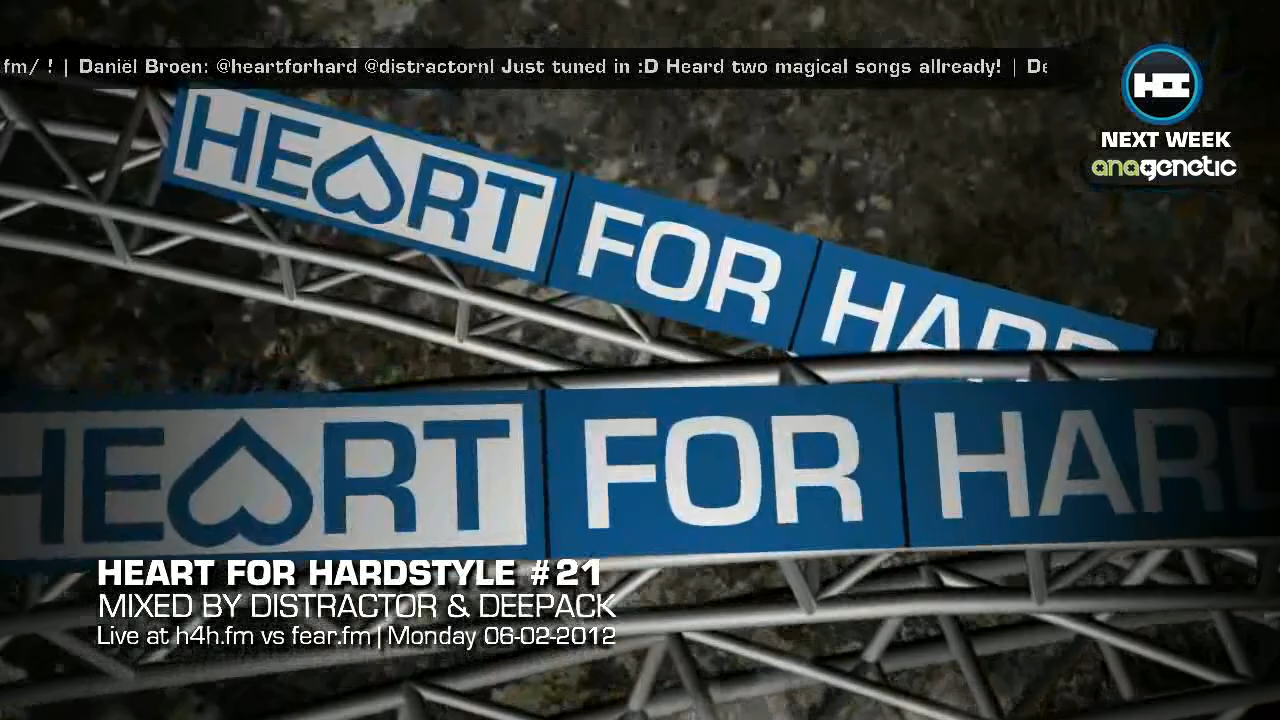 fm/ ! | Daniël Broen: @heartforhard @distractornl Just tuned in :D Heard two magical songs allready! | De
HI
NEXT WEEK
anagenetic
HEART FOR HARD
HEART FOR HARD
HEART FOR HARDSTYLE #21
MIXED BY DISTRACTOR & DEEPACK
Live at h4h.fm vs fear.fm | Monday 06-02-2012